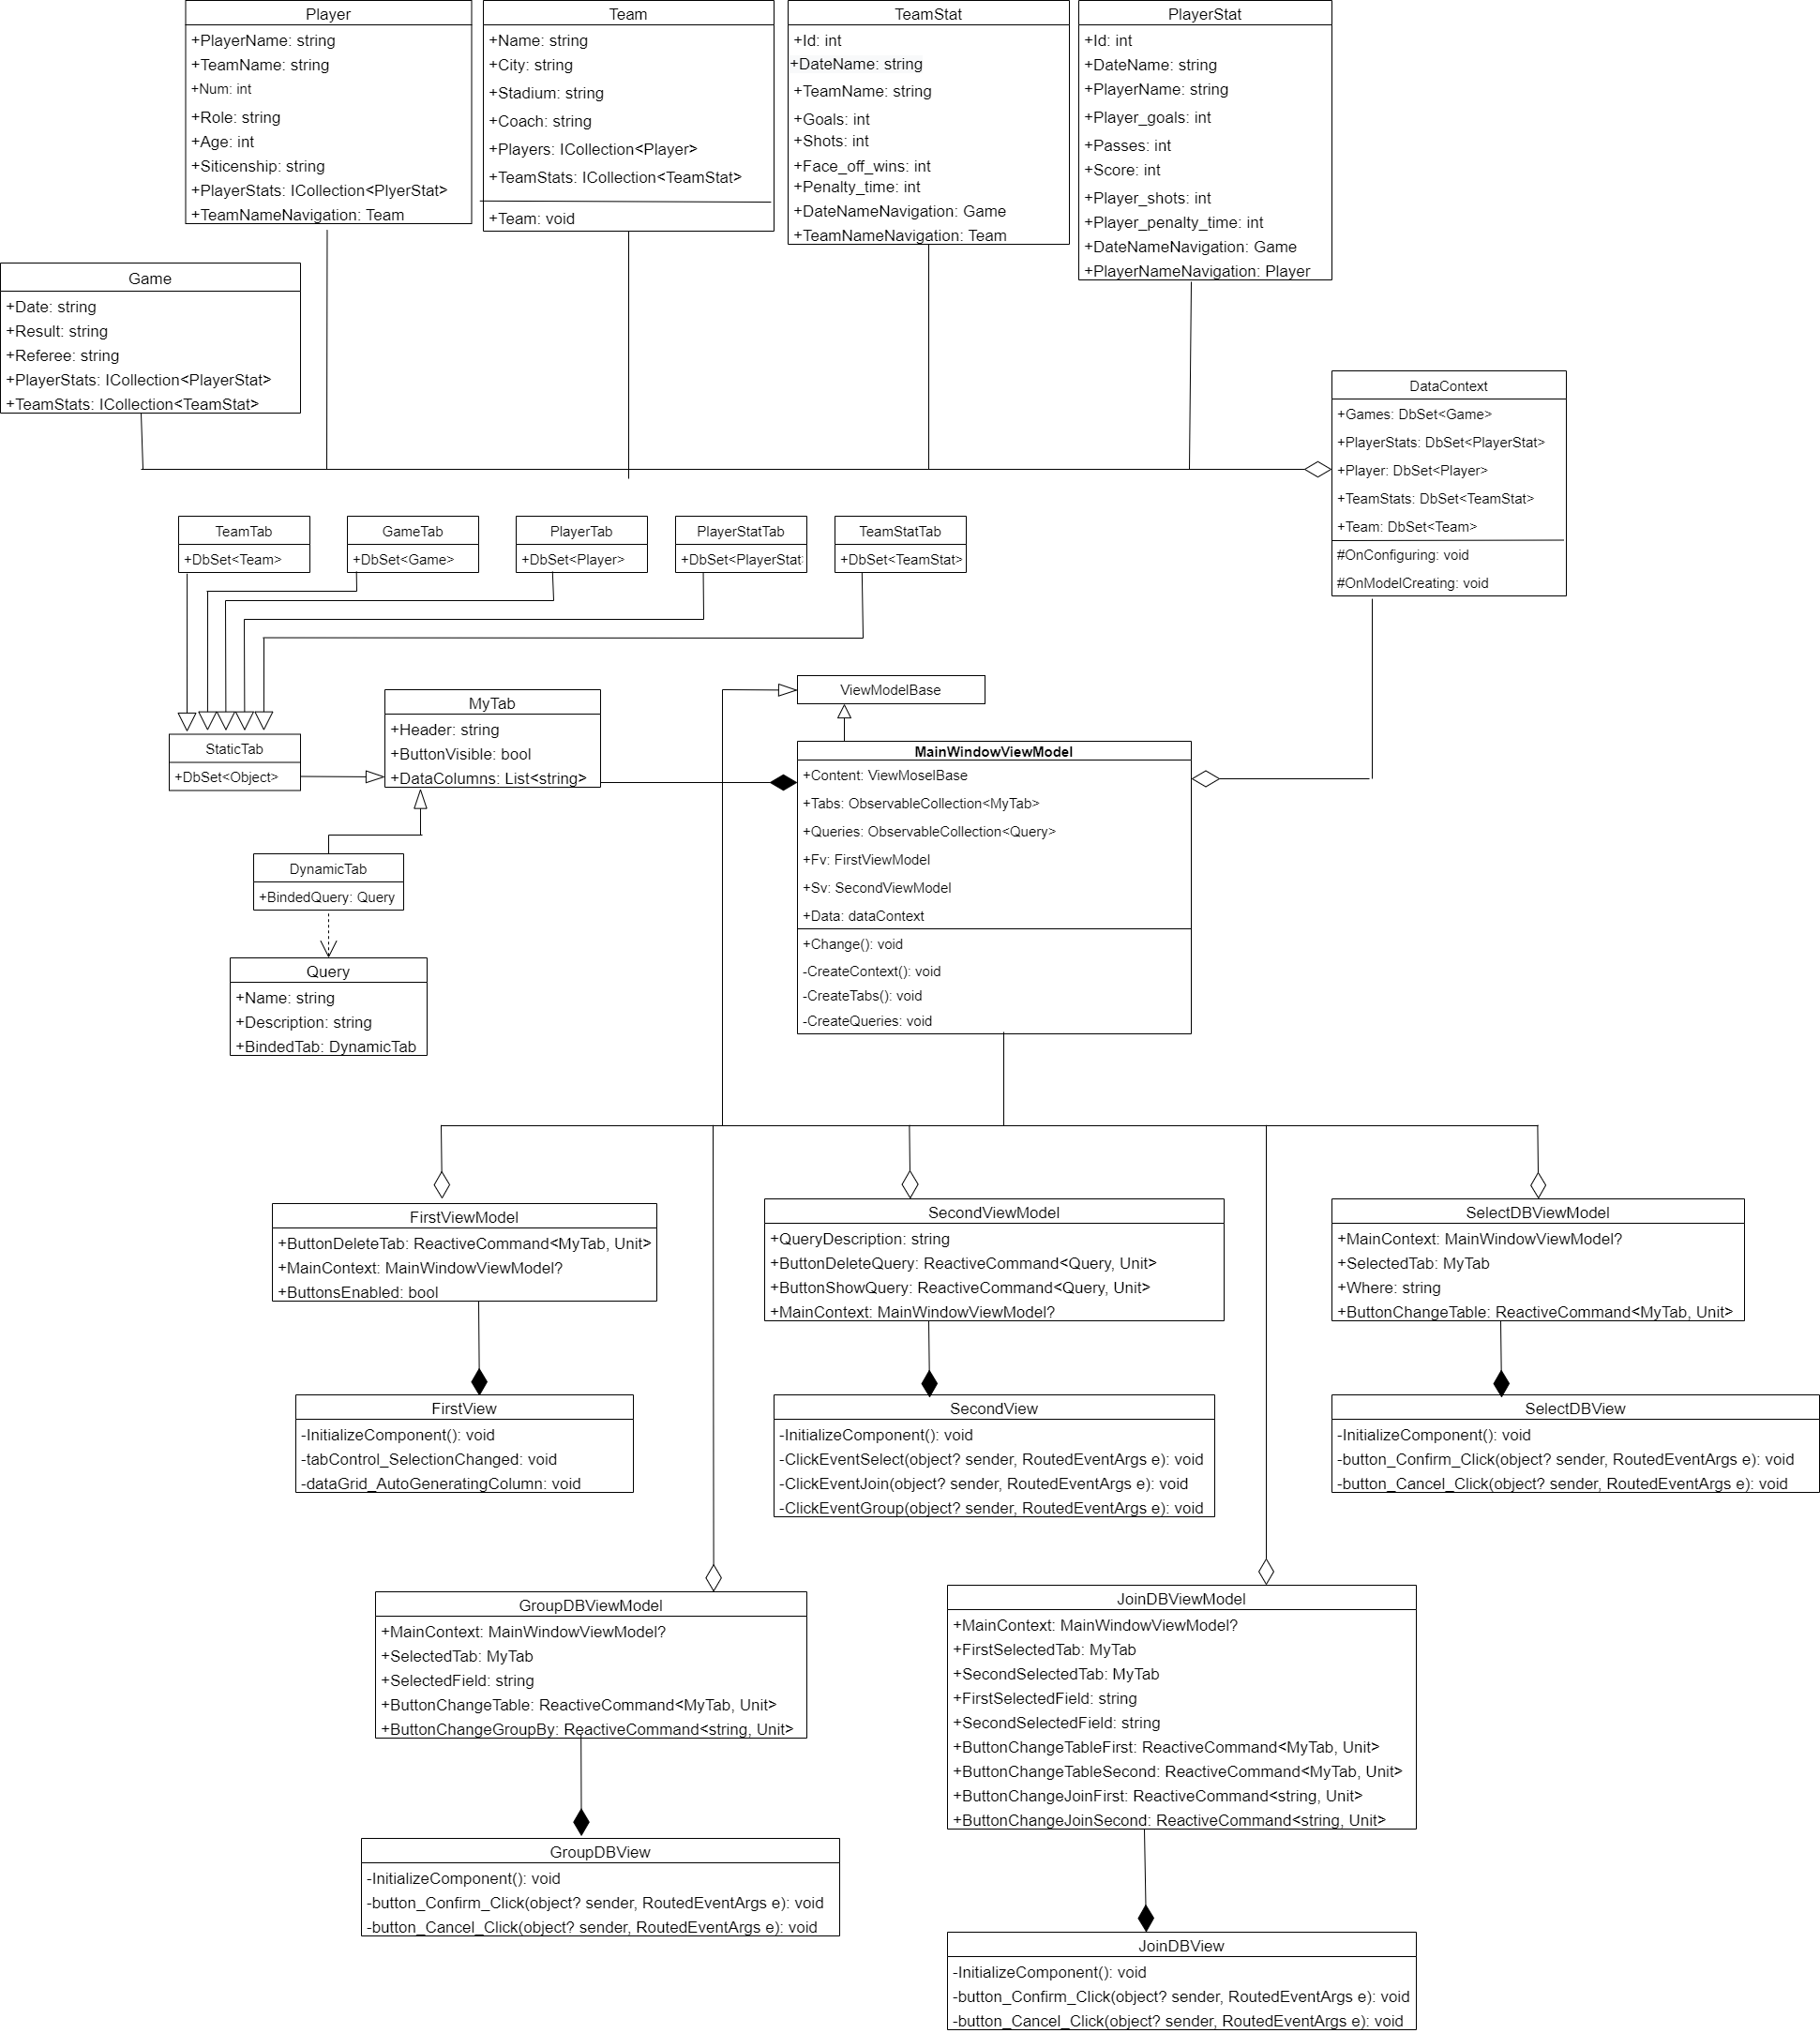 Player
+PlayerName: string
+TeamName: string
+Num: int
+Role: string
+Age: int
+Siticenship: string
+PlayerStats: ICollection<PlyerStat>
+TeamNameNavigation: Team
Team
+Name: string
+City: string
+Stadium: string
+Coach: string
+Players: ICollection<Player>
+TeamStats: ICollection<TeamStat>
+Team: void
TeamStat
+Id: int
+DateName: string
+TeamName: string
+Goals: int
+Shots: int
+Face_off_wins: int
+Penalty_time: int
+DateNameNavigation: Game
+TeamNameNavigation: Team
PlayerStat
+Id: int
+DateName: string
+PlayerName: string
+Player_goals: int
+Passes: int
+Score: int
+Player_shots: int
+Player_penalty_time: int
+DateNameNavigation: Game
+PlayerNameNavigation: Player
Game
+Date: string
+Result: string
+Referee: string
+PlayerStats: ICollection<PlayerStat>
+TeamStats: ICollection<TeamStat>
DataContext
+Games: DbSet<Game>
+PlayerStats: DbSet<PlayerStat>
+Player: DbSet<Player>
+TeamStats: DbSet<TeamStat>
+Team: DbSet<Team>
#OnConfiguring: void
#OnModelCreating: void
TeamTab
+DbSet<Team>
GameTab
+DbSet<Game>
PlayerTab
+DbSet<Player>
PlayerStatTab
+DbSet<PlayerStat
TeamStatTab
+DbSet<TeamStat>
StaticTab
+DbSet<Object>
MyTab
+Header: string
+ButtonVisible: bool
+DataColumns: List<string>
ViewModelBase
MainWindowViewModel
+Content: ViewMoselBase
+Tabs: ObservableCollection<MyTab>
+Queries: ObservableCollection<Query>
+Fv: FirstViewModel
+Sv: SecondViewModel
+Data: dataContext
+Change(): void
-CreateContext(): void
-CreateTabs(): void
-CreateQueries: void
DynamicTab
+BindedQuery: Query
Query
+Name: string
+Description: string
+BindedTab: DynamicTab
FirstViewModel
+ButtonDeleteTab: ReactiveCommand<MyTab, Unit>
+MainContext: MainWindowViewModel?
+ButtonsEnabled: bool
SecondViewModel
+QueryDescription: string
+ButtonDeleteQuery: ReactiveCommand<Query, Unit>
+ButtonShowQuery: ReactiveCommand<Query, Unit>
+MainContext: MainWindowViewModel?
SelectDBViewModel
+MainContext: MainWindowViewModel?
+SelectedTab: MyTab
+Where: string
+ButtonChangeTable: ReactiveCommand<MyTab, Unit>
FirstView
-InitializeComponent(): void
-tabControl_SelectionChanged: void
-dataGrid_AutoGeneratingColumn: void
SecondView
-InitializeComponent(): void
-ClickEventSelect(object? sender, RoutedEventArgs e): void
-ClickEventJoin(object? sender, RoutedEventArgs e): void
-ClickEventGroup(object? sender, RoutedEventArgs e): void
SelectDBView
-InitializeComponent(): void
-button_Confirm_Click(object? sender, RoutedEventArgs e): void
-button_Cancel_Click(object? sender, RoutedEventArgs e): void
GroupDBViewModel
+MainContext: MainWindowViewModel?
+SelectedTab: MyTab
+SelectedField: string
+ButtonChangeTable: ReactiveCommand<MyTab, Unit>
+ButtonChangeGroupBy: ReactiveCommand<string, Unit>
JoinDBViewModel
+MainContext: MainWindowViewModel?
+FirstSelectedTab: MyTab
+SecondSelectedTab: MyTab
+FirstSelectedField: string
+SecondSelectedField: string
+ButtonChangeTableFirst: ReactiveCommand<MyTab, Unit>
+ButtonChangeTableSecond: ReactiveCommand<MyTab, Unit>
+ButtonChangeJoinFirst: ReactiveCommand<string, Unit>
+ButtonChangeJoinSecond: ReactiveCommand<string, Unit>
GroupDBView
-InitializeComponent(): void
-button_Confirm_Click(object? sender, RoutedEventArgs e): void
-button_Cancel_Click(object? sender, RoutedEventArgs e): void
JoinDBView
-InitializeComponent(): void
-button_Confirm_Click(object? sender, RoutedEventArgs e): void
-button_Cancel_Click(object? sender, RoutedEventArgs e): void